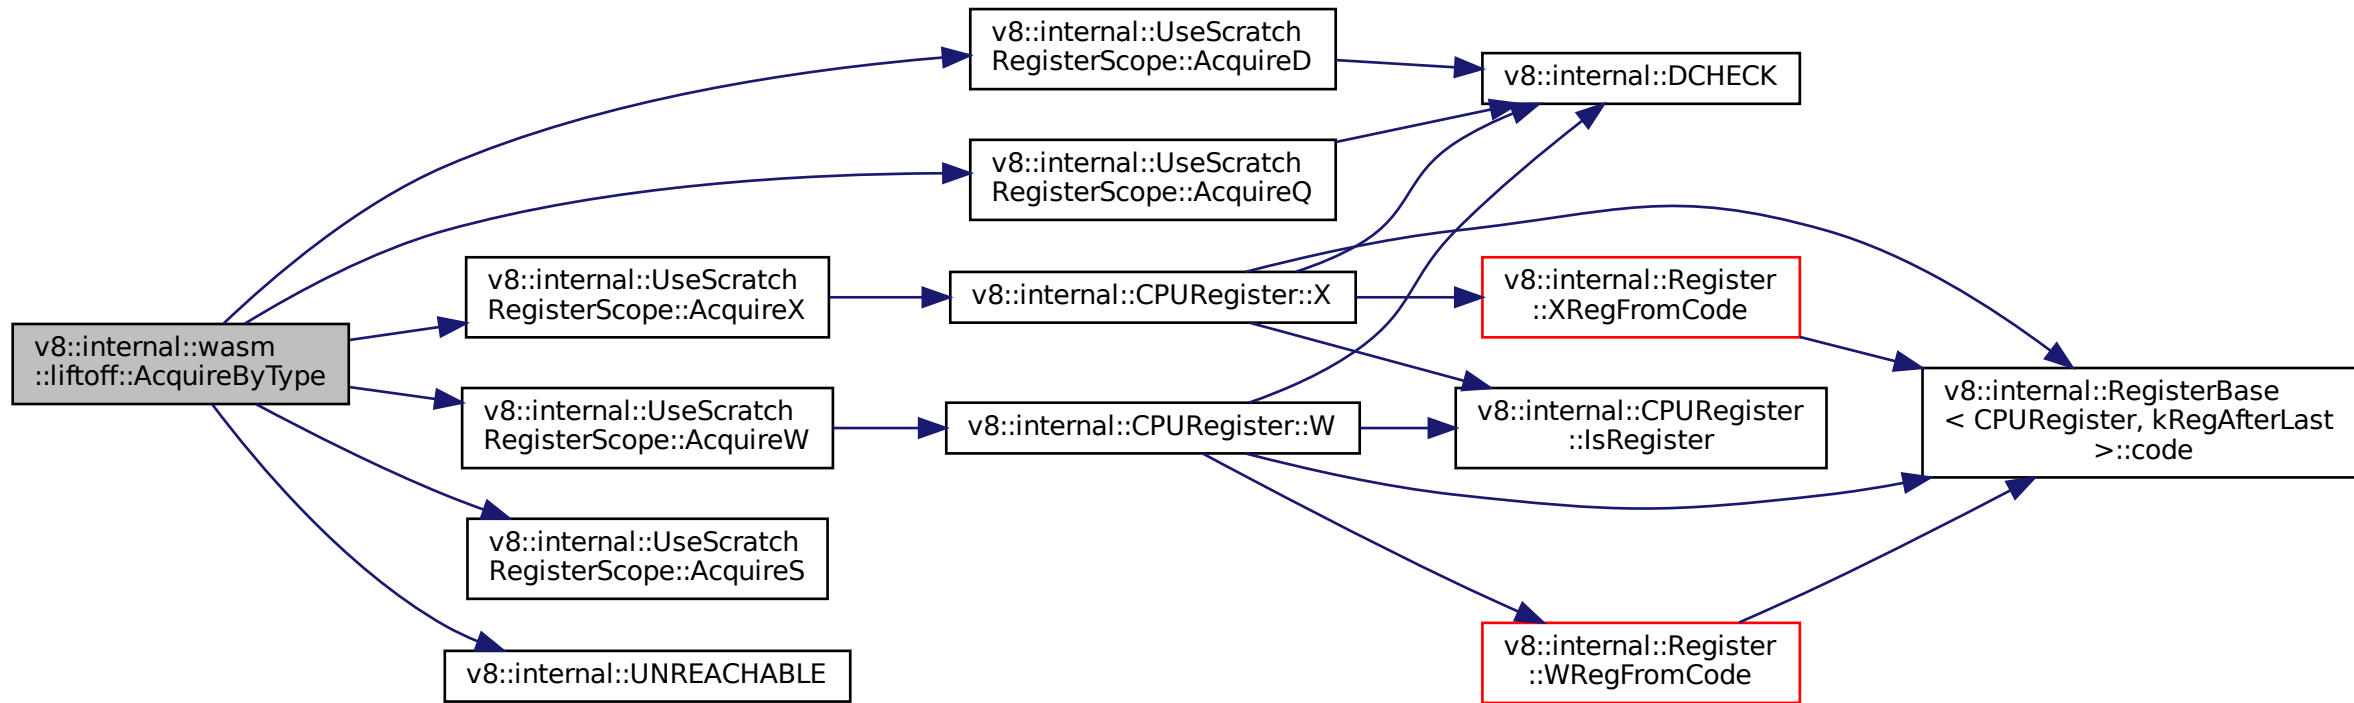 v8::internal::wasm
::liftoff::AcquireByType
v8::internal::UseScratch
RegisterScope::AcquireD
v8::internal::UseScratch
RegisterScope::AcquireQ
v8::internal::UseScratch
RegisterScope::AcquireX
v8::internal::UseScratch
RegisterScope::AcquireW
v8::internal::UseScratch
RegisterScope::AcquireS
v8::internal::UNREACHABLE
v8::internal::CPURegister::X
v8::internal::CPURegister::W
v8::internal::DCHECK
v8::internal::Register
::XRegFromCode
v8::internal::CPURegister
::IsRegister
v8::internal::Register
::WRegFromCode
v8::internal::RegisterBase
< CPURegister, kRegAfterLast
>::code